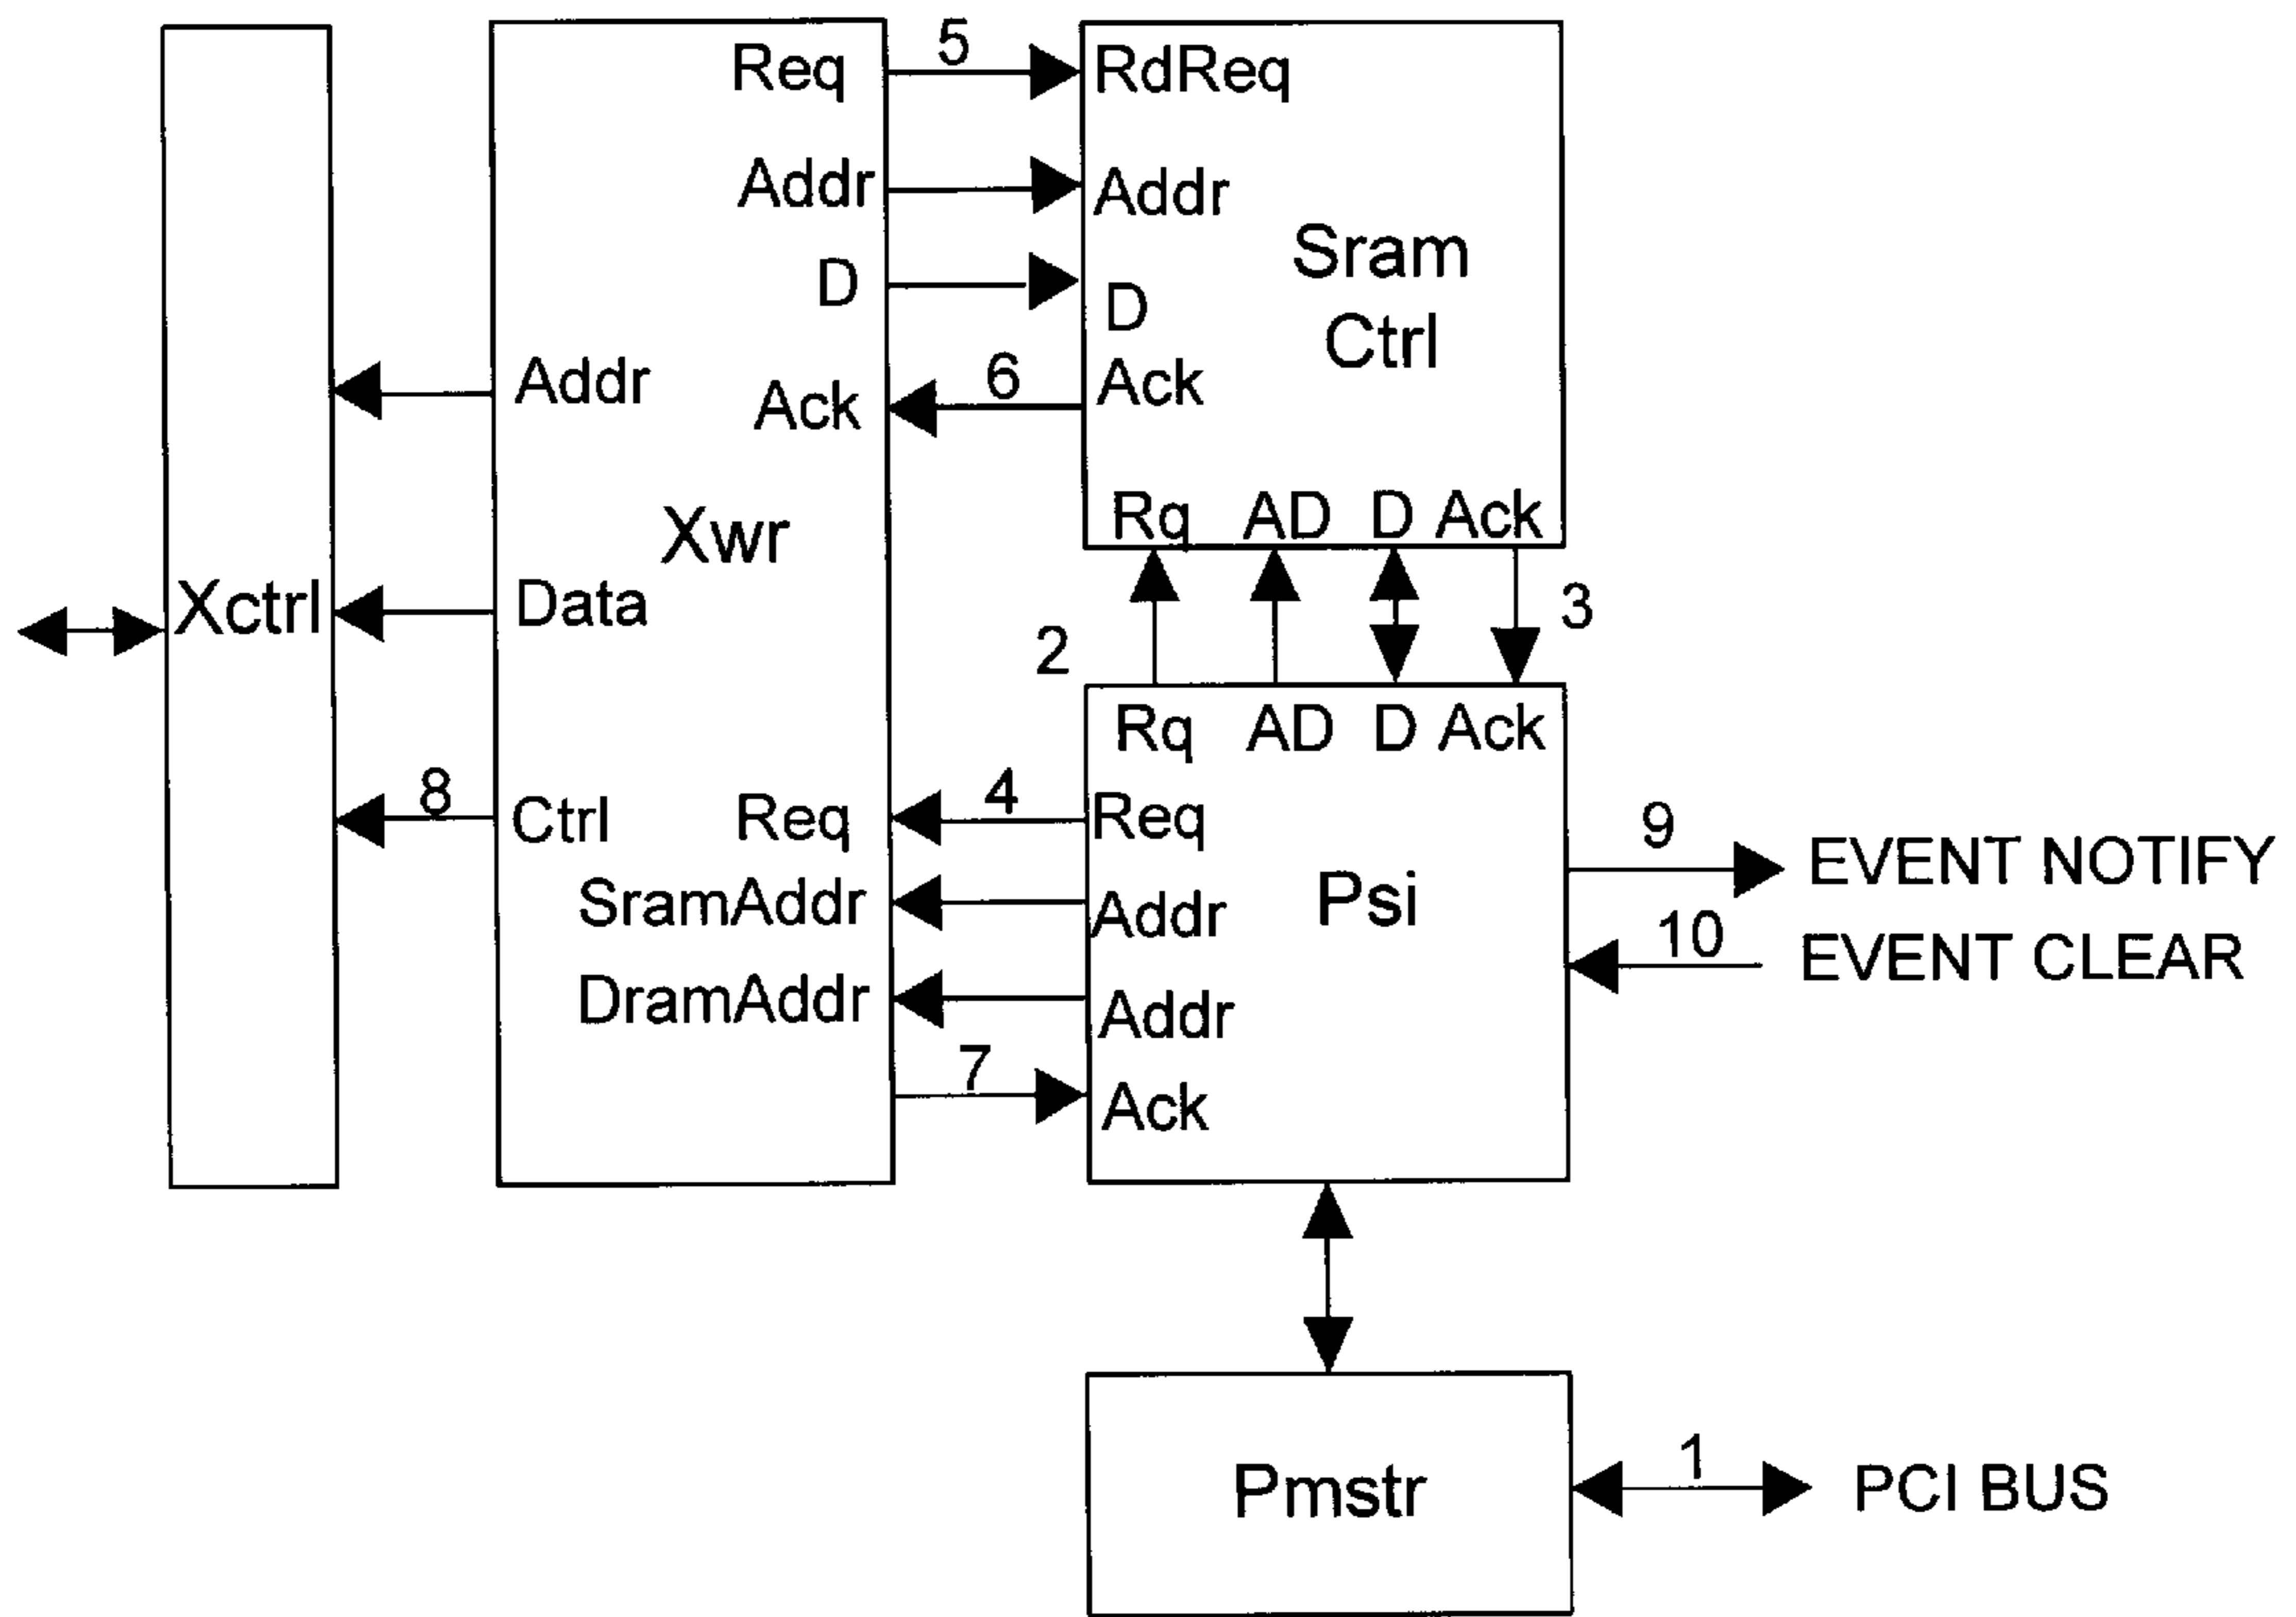 Req 5 RdReq
Addr Addr
D D
Sram
Ctrl
Addr Ack 6 Ack
Rq AD D Ack
Xwr
Xctrl Data
2 3
Rq AD D Ack
8 Ctrl Req 4 Req
9 EVENT NOTIFY
SramAddr Addr Psi
10 EVENT CLEAR
DramAddr Addr
7 Ack
Pmstr 1 PCI BUS